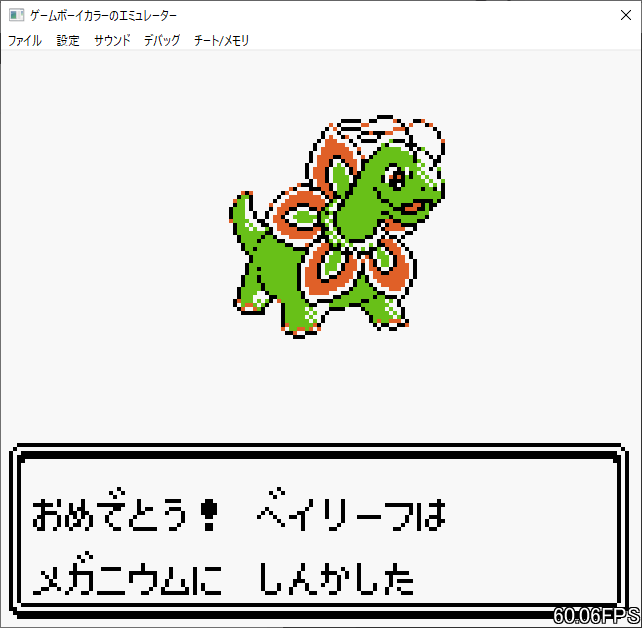 ゲームボーイカラーのエミュレーター
ファイル 設定 サウンド デバッグ チート/メモリ
おめでとう! ベイリーフは
メガニウムに しんかした
60.06FPS